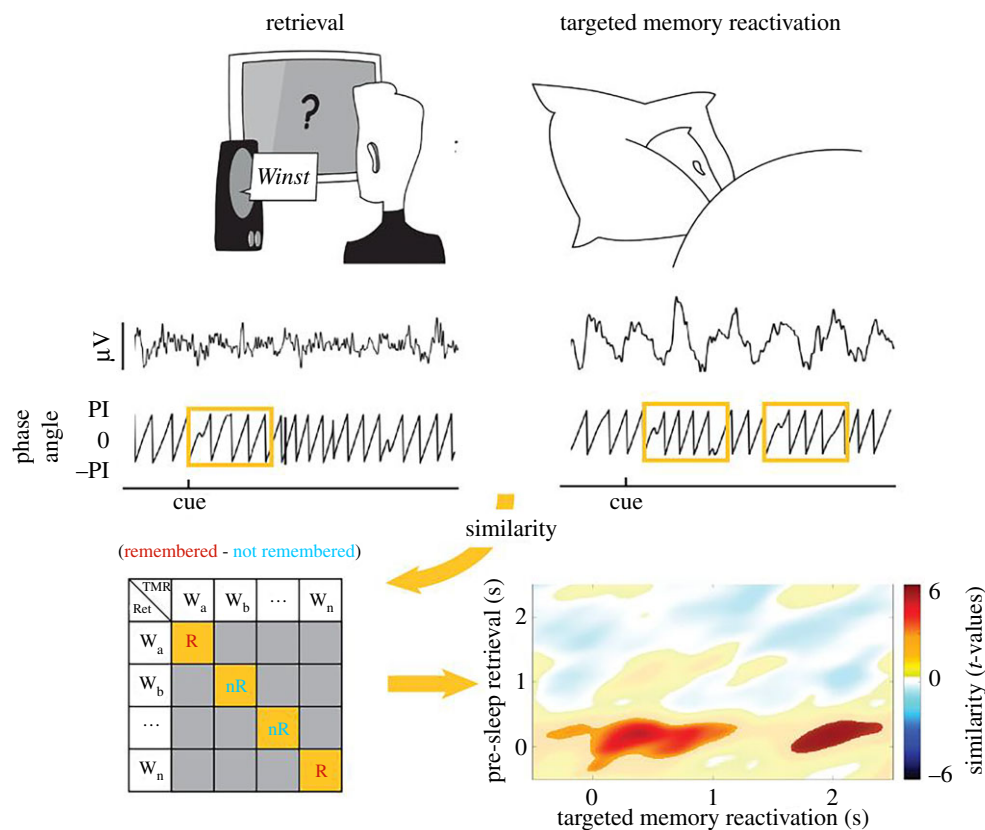 retrieval
targeted memory reactivation
?
Winst
µV
phase angle
PI
0
–PI
cue
cue
similarity
(remembered - not remembered)
TMR
Ret
Wa Wb ... Wn
Wa R
Wb nR
... nR
Wn R
pre-sleep retrieval (s)
2
1
0
0 1 2
targeted memory reactivation (s)
6
0
–6
similarity (t-values)